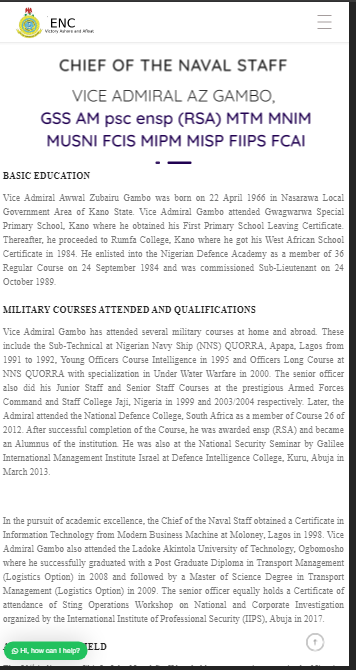 ENC
Victory Ashore and Afloat
CHIEF OF THE NAVAL STAFF
VICE ADMIRAL AZ GAMBO,
GSS AM psc ensp (RSA) MTM MNIM
MUSNI FCIS MIPM MISP FIIPS FCAI
BASIC EDUCATION
Vice Admiral Awwal Zubairu Gambo was born on 22 April 1966 in Nasarawa Local
Government Area of Kano State. Vice Admiral Gambo attended Gwagwarwa Special
Primary School, Kano where he obtained his First Primary School Leaving Certificate.
Thereafter, he proceeded to Rumfa College, Kano where he got his West African School
Certificate in 1984. He enlisted into the Nigerian Defence Academy as a member of 36
Regular Course on 24 September 1984 and was commissioned Sub-Lieutenant on 24
October 1989.
MILITARY COURSES ATTENDED AND QUALIFICATIONS
Vice Admiral Gambo has attended several military courses at home and abroad. These
include the Sub-Technical at Nigerian Navy Ship (NNS) QUORRA, Apapa, Lagos from
1991 to 1992, Young Officers Course Intelligence in 1995 and Officers Long Course at
NNS QUORRA with specialization in Under Water Warfare in 2000. The senior officer
also did his Junior Staff and Senior Staff Courses at the prestigious Armed Forces
Command and Staff College Jaji, Nigeria in 1999 and 2003/2004 respectively. Later, the
Admiral attended the National Defence College, South Africa as a member of Course 26 of
2012. After successful completion of the Course, he was awarded ensp (RSA) and became
an Alumnus of the institution. He was also at the National Security Seminar by Galilee
International Management Institute Israel at Defence Intelligence College, Kuru, Abuja in
March 2013.
In the pursuit of academic excellence, the Chief of the Naval Staff obtained a Certificate in
Information Technology from Modern Business Machine at Moloney, Lagos in 1998. Vice
Admiral Gambo also attended the Ladoke Akintola University of Technology, Ogbomosho
where he successfully graduated with a Post Graduate Diploma in Transport Management
(Logistics Option) in 2008 and followed by a Master of Science Degree in Transport
Management (Logistics Option) in 2009. The senior officer equally holds a Certificate of
attendance of Sting Operations Workshop on National and Corporate Investigation
organized by the International Institute of Professional Security (IIPS), Abuja in 2017.
Hi, how can I help?